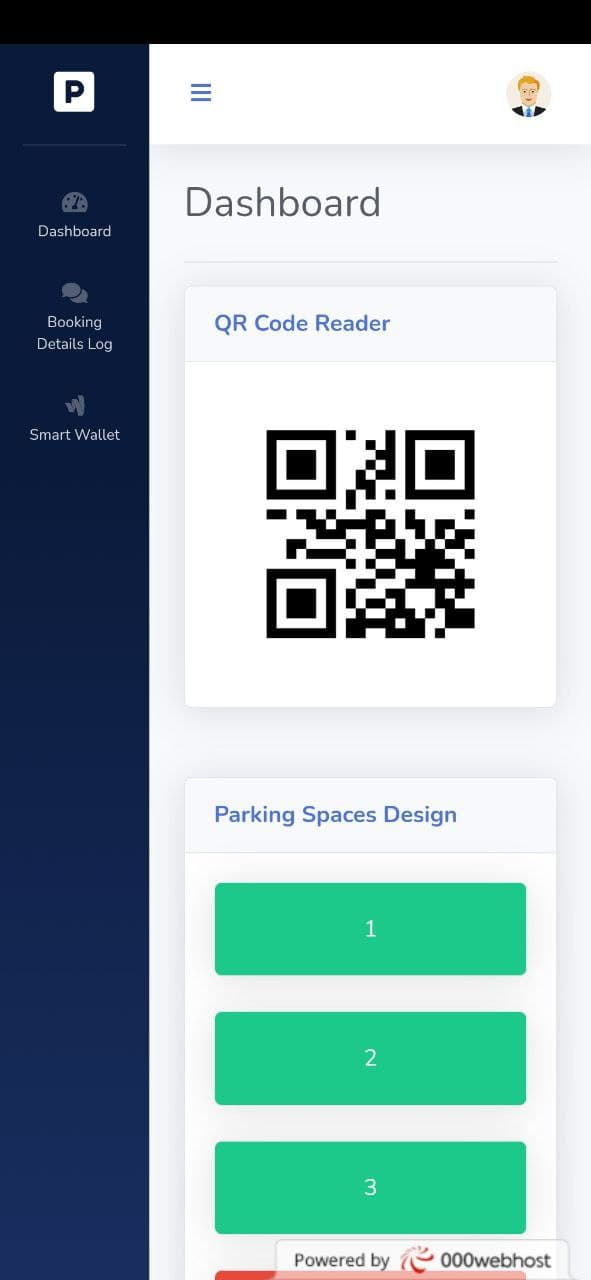 P
Dashboard
Booking
Details Log
Smart Wallet
Dashboard
QR Code Reader
Parking Spaces Design
1
2
3
Powered by 000webhost